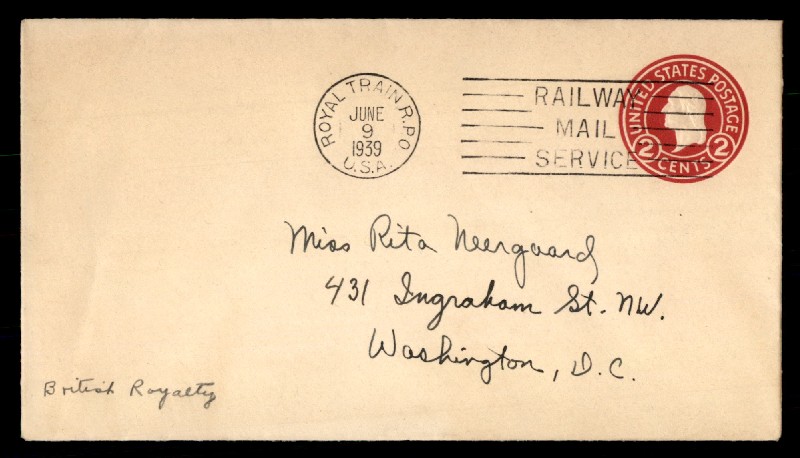 ROYAL TRAIN R.P.O.
JUNE
9
1939
U.S.A.
RAILWAY
MAIL
SERVICE
UNITED STATES POSTAGE
2 CENTS 2
Miss Rita Neergaard
431 Ingraham St. NW.
Washington, D.C.
British Royalty